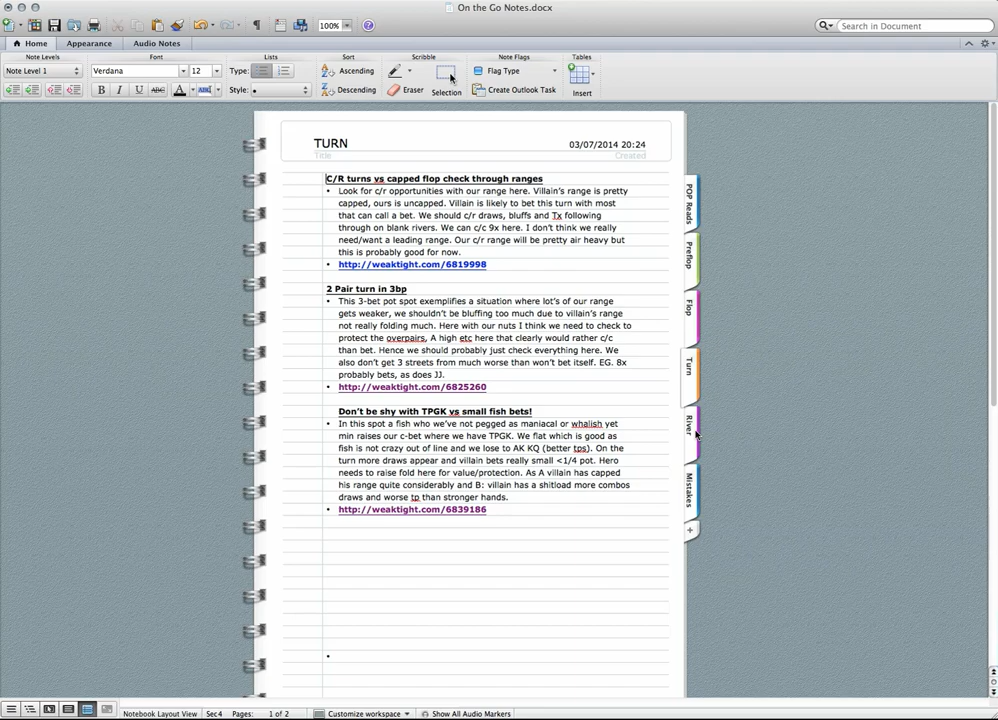 On the Go Notes.docx
100%
Search in Document
Home
Appearance
Audio Notes
Note Levels
Font
Lists
Sort
Scribble
Note Flags
Tables
Note Level 1
Verdana
12
Type:
Ascending
Flag Type
B I U ABC A
Style:
Descending
Eraser
Selection
Create Outlook Task
Insert
TURN
03/07/2014 20:24
Title
Created
C/R turns vs capped flop check through ranges
• Look for c/r opportunities with our range here. Villain's range is pretty
capped, ours is uncapped. Villain is likely to bet this turn with most
that can call a bet. We should c/r draws, bluffs and Tx following
through on blank rivers. We can c/c 9x here. I don't think we really
need/want a leading range. Our c/r range will be pretty air heavy but
this is probably good for now.
• http://weaktight.com/6819998
2 Pair turn in 3bp
• This 3-bet pot spot exemplifies a situation where lot's of our range
gets weaker, we shouldn't be bluffing too much due to villain's range
not really folding much. Here with our nuts I think we need to check to
protect the overpairs, A high etc here that clearly would rather c/c
than bet. Hence we should probably just check everything here. We
also don't get 3 streets from much worse than won't bet itself. EG. 8x
probably bets, as does JJ.
• http://weaktight.com/6825260
Don't be shy with TPGK vs small fish bets!
• In this spot a fish who we've not pegged as maniacal or whalish yet
min raises our c-bet where we have TPGK. We flat which is good as
fish is not crazy out of line and we lose to AK KQ (better tps). On the
turn more draws appear and villain bets really small <1/4 pot. Hero
needs to raise fold here for value/protection. As A villain has capped
his range quite considerably and B: villain has a shitload more combos
draws and worse tp than stronger hands.
• http://weaktight.com/6839186
•
POP Reads
Preflop
Flop
Turn
River
Mistakes
+
Notebook Layout View
Sec4
Pages:
1 of 2
Customize workspace
Show All Audio Markers